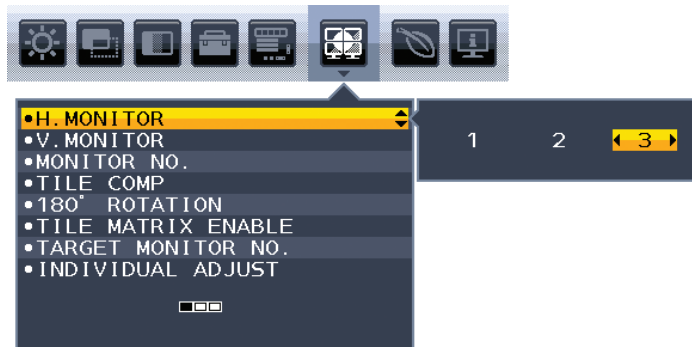 •H.MONITOR
1 2 3
•V.MONITOR
•MONITOR NO.
•TILE COMP
•180° ROTATION
•TILE MATRIX ENABLE
•TARGET MONITOR NO.
•INDIVIDUAL ADJUST